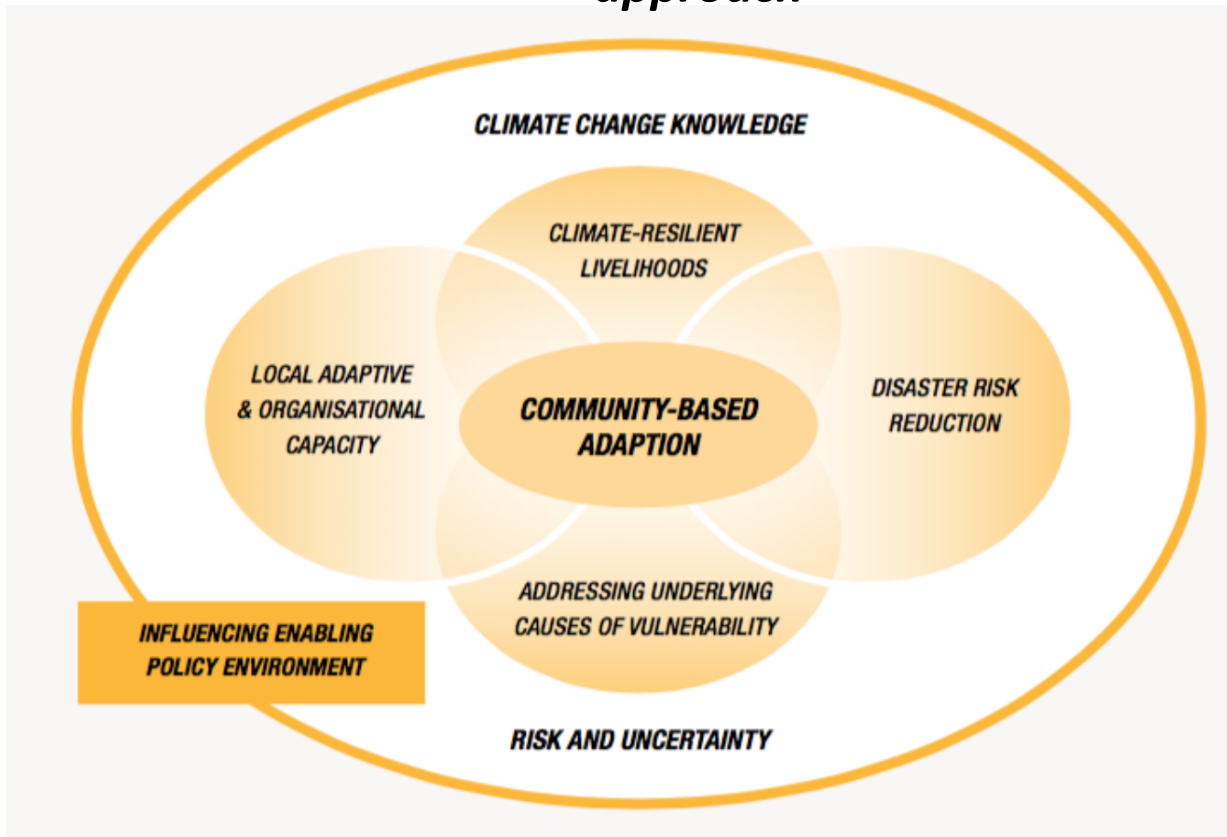 approach
CLIMATE CHANGE KNOWLEDGE
CLIMATE-RESILIENT
LIVELIHOODS
LOCAL ADAPTIVE
& ORGANISATIONAL
CAPACITY
COMMUNITY-BASED
ADAPTION
DISASTER RISK
REDUCTION
ADDRESSING UNDERLYING
CAUSES OF VULNERABILITY
INFLUENCING ENABLING
POLICY ENVIRONMENT
RISK AND UNCERTAINTY